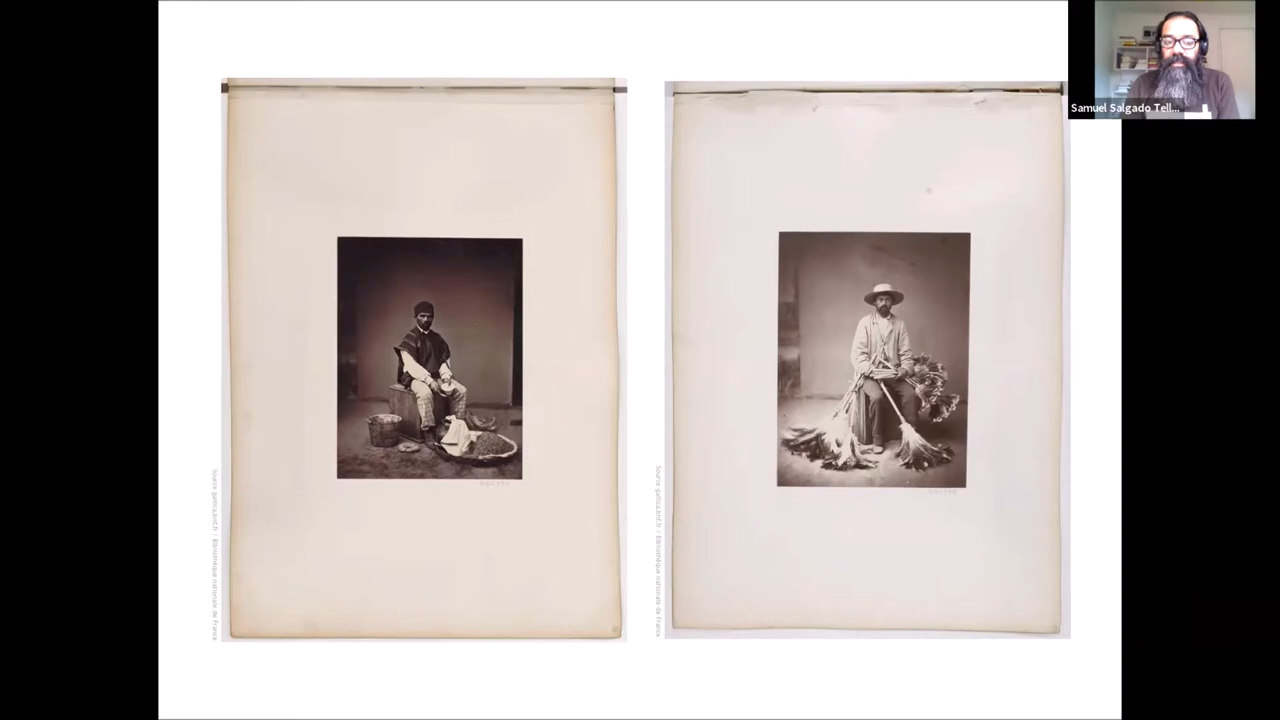 Samuel Salgado Tell...
Source gallica.bnf.fr / Bibliothèque nationale de France
Source gallica.bnf.fr / Bibliothèque nationale de France